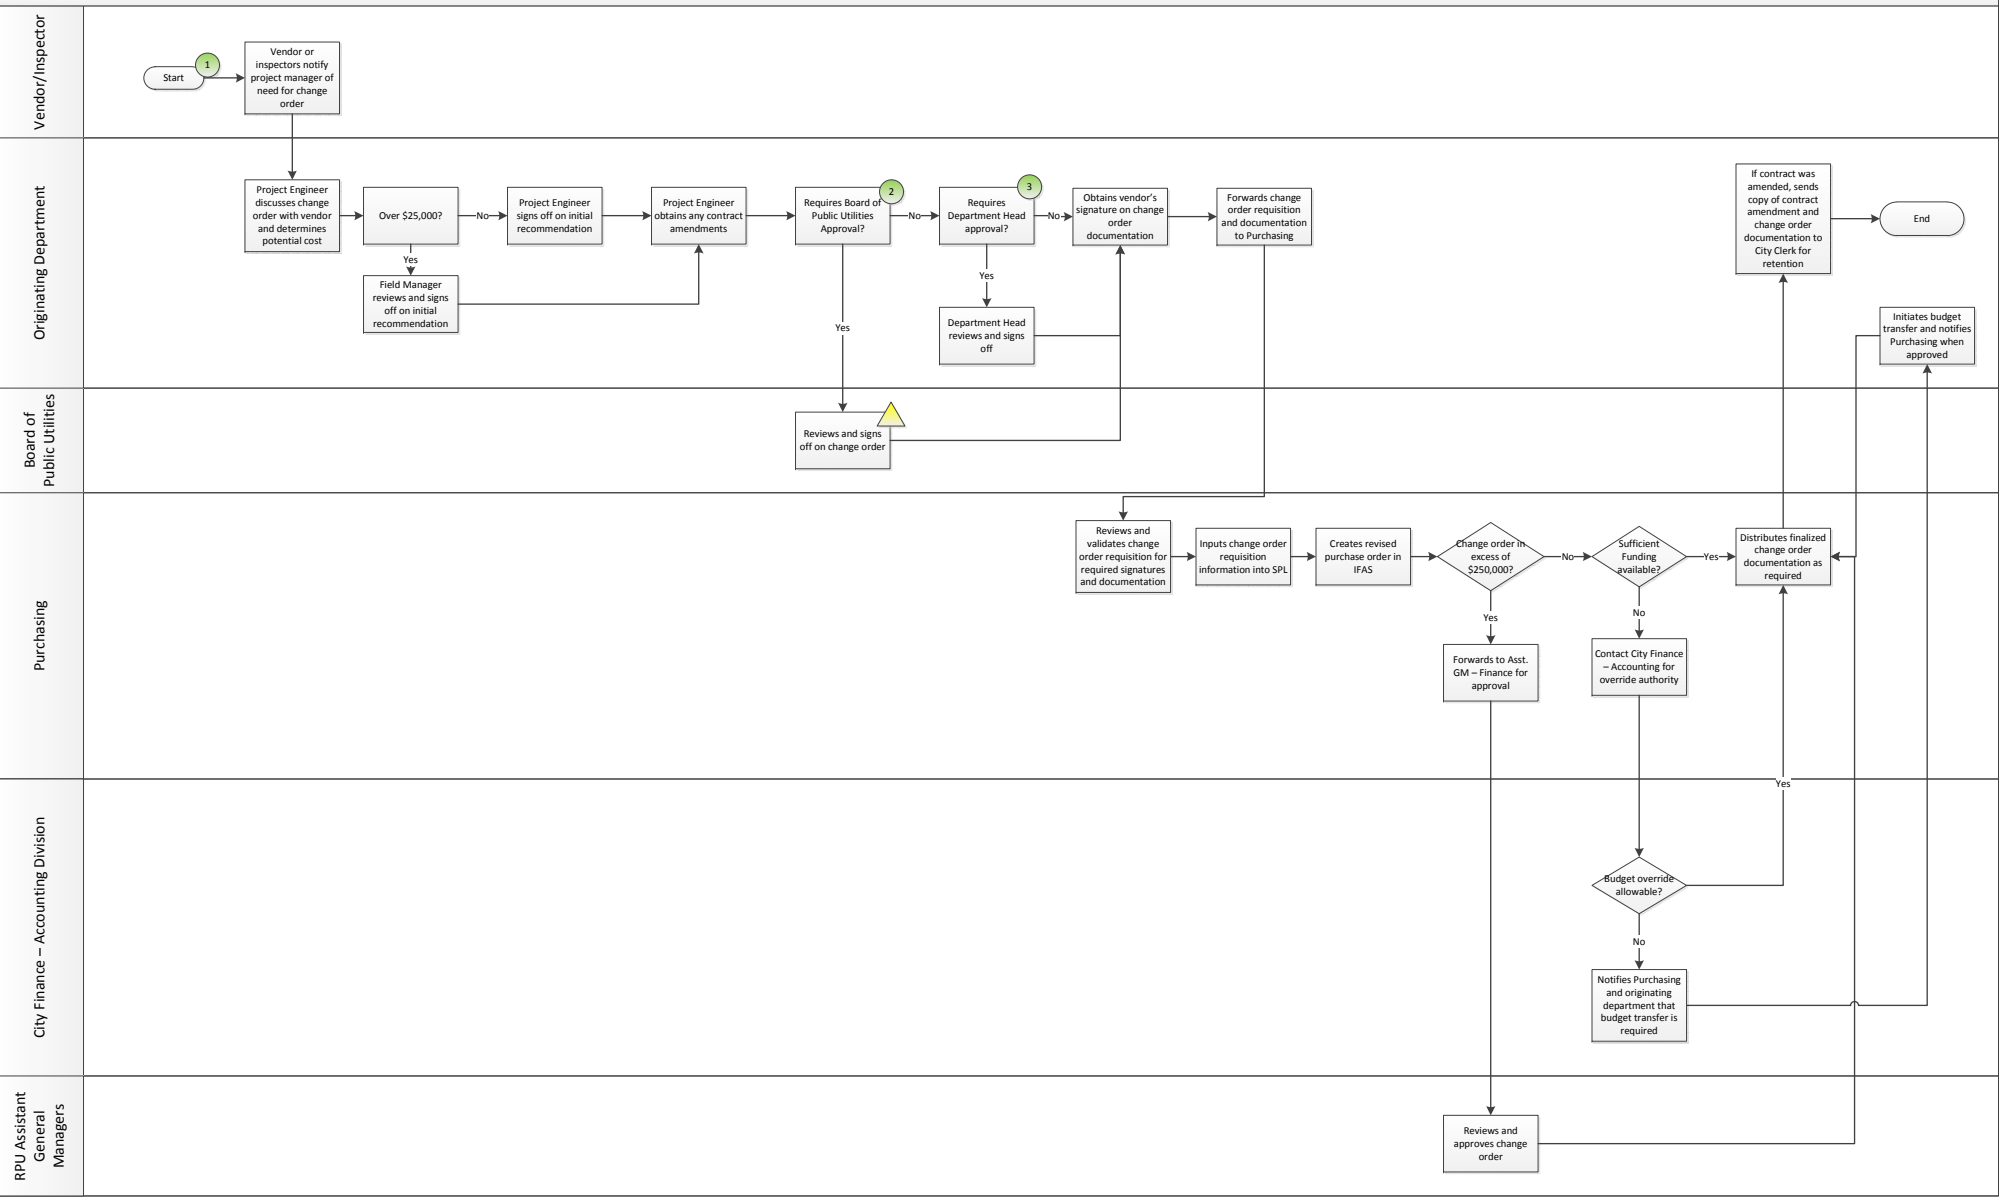 Vendor/Inspector
Start
1
Vendor or
inspectors notify
project manager of
need for change
order
Originating Department
Project Engineer
discusses change
order with vendor
and determines
potential cost
Over $25,000?
No
Yes
Field Manager
reviews and signs
off on initial
recommendation
Project Engineer
signs off on initial
recommendation
Project Engineer
obtains any contract
amendments
Requires Board of
Public Utilities
Approval?
2
No
Yes
Requires
Department Head
approval?
3
No
Yes
Department Head
reviews and signs
off
Obtains vendor’s
signature on change
order
documentation
Forwards change
order requisition
and documentation
to Purchasing
If contract was
amended, sends
copy of contract
amendment and
change order
documentation to
City Clerk for
retention
End
Initiates budget
transfer and notifies
Purchasing when
approved
Board of
Public Utilities
Reviews and signs
off on change order
Purchasing
Reviews and
validates change
order requisition for
required signatures
and documentation
Inputs change order
requisition
information into SPL
Creates revised
purchase order in
IFAS
Change order in
excess of
$250,000?
No
Yes
Forwards to Asst.
GM – Finance for
approval
Sufficient
Funding
available?
Yes
No
Contact City Finance
– Accounting for
override authority
Distributes finalized
change order
documentation as
required
City Finance – Accounting Division
Yes
Budget override
allowable?
No
Notifies Purchasing
and originating
department that
budget transfer is
required
RPU Assistant
General
Managers
Reviews and
approves change
order